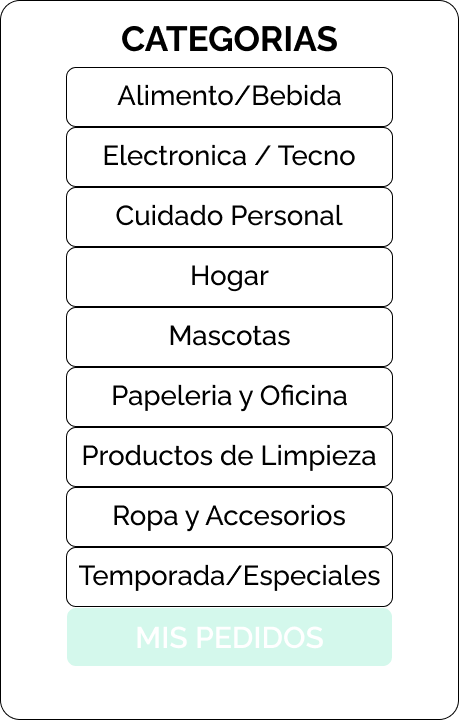 CATEGORIAS
Alimento/Bebida
Electronica / Tecno
Cuidado Personal
Hogar
Mascotas
Papeleria y Oficina
Productos de Limpieza
Ropa y Accesorios
Temporada/Especiales
MIS PEDIDOS